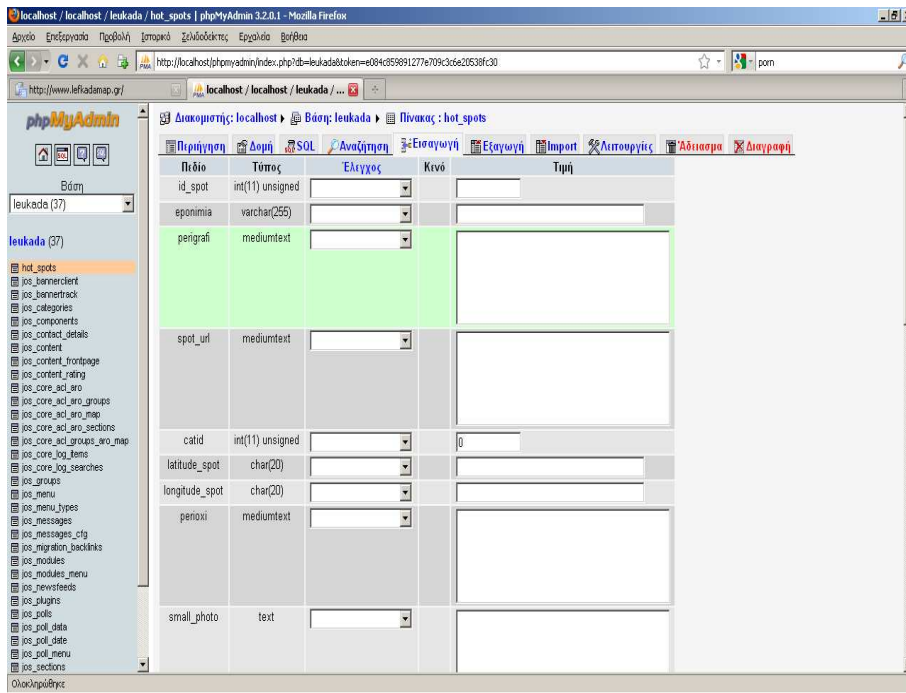 localhost / localhost / leukada / hot_spots | phpMyAdmin 3.2.0.1 - Mozilla Firefox
Αρχείο Επεξεργασία Προβολή Ιστορικό Σελιδοδείκτες Εργαλεία Βοήθεια
http://localhost/phpmyadmin/index.php?db=leukada&token=e084c859891277e709c3c6e20538fc30
porn
http://www.lefkadamap.gr/
localhost / localhost / leukada / ...
phpMyAdmin
Βάση
leukada (37)
leukada (37)
hot_spots
jos_bannerclient
jos_bannertrack
jos_categories
jos_components
jos_contact_details
jos_content
jos_content_frontpage
jos_content_rating
jos_core_acl_aro
jos_core_acl_aro_groups
jos_core_acl_aro_map
jos_core_acl_aro_sections
jos_core_acl_groups_aro_map
jos_core_log_items
jos_core_log_searches
jos_groups
jos_menu
jos_menu_types
jos_messages
jos_messages_cfg
jos_migration_backlinks
jos_modules
jos_modules_menu
jos_newsfeeds
jos_plugins
jos_polls
jos_poll_data
jos_poll_date
jos_poll_menu
jos_sections
Διακομιστής: localhost ▸ Βάση: leukada ▸ Πίνακας : hot_spots
Περιήγηση Δομή SQL Αναζήτηση Εισαγωγή Εξαγωγή Import Λειτουργίες Άδειασμα Διαγραφή
Πεδίο Τύπος Έλεγχος Κενό Τιμή
id_spot int(11) unsigned
eponimia varchar(255)
perigrafi mediumtext
spot_url mediumtext
catid int(11) unsigned 0
latitude_spot char(20)
longitude_spot char(20)
perioxi mediumtext
small_photo text
Ολοκληρώθηκε